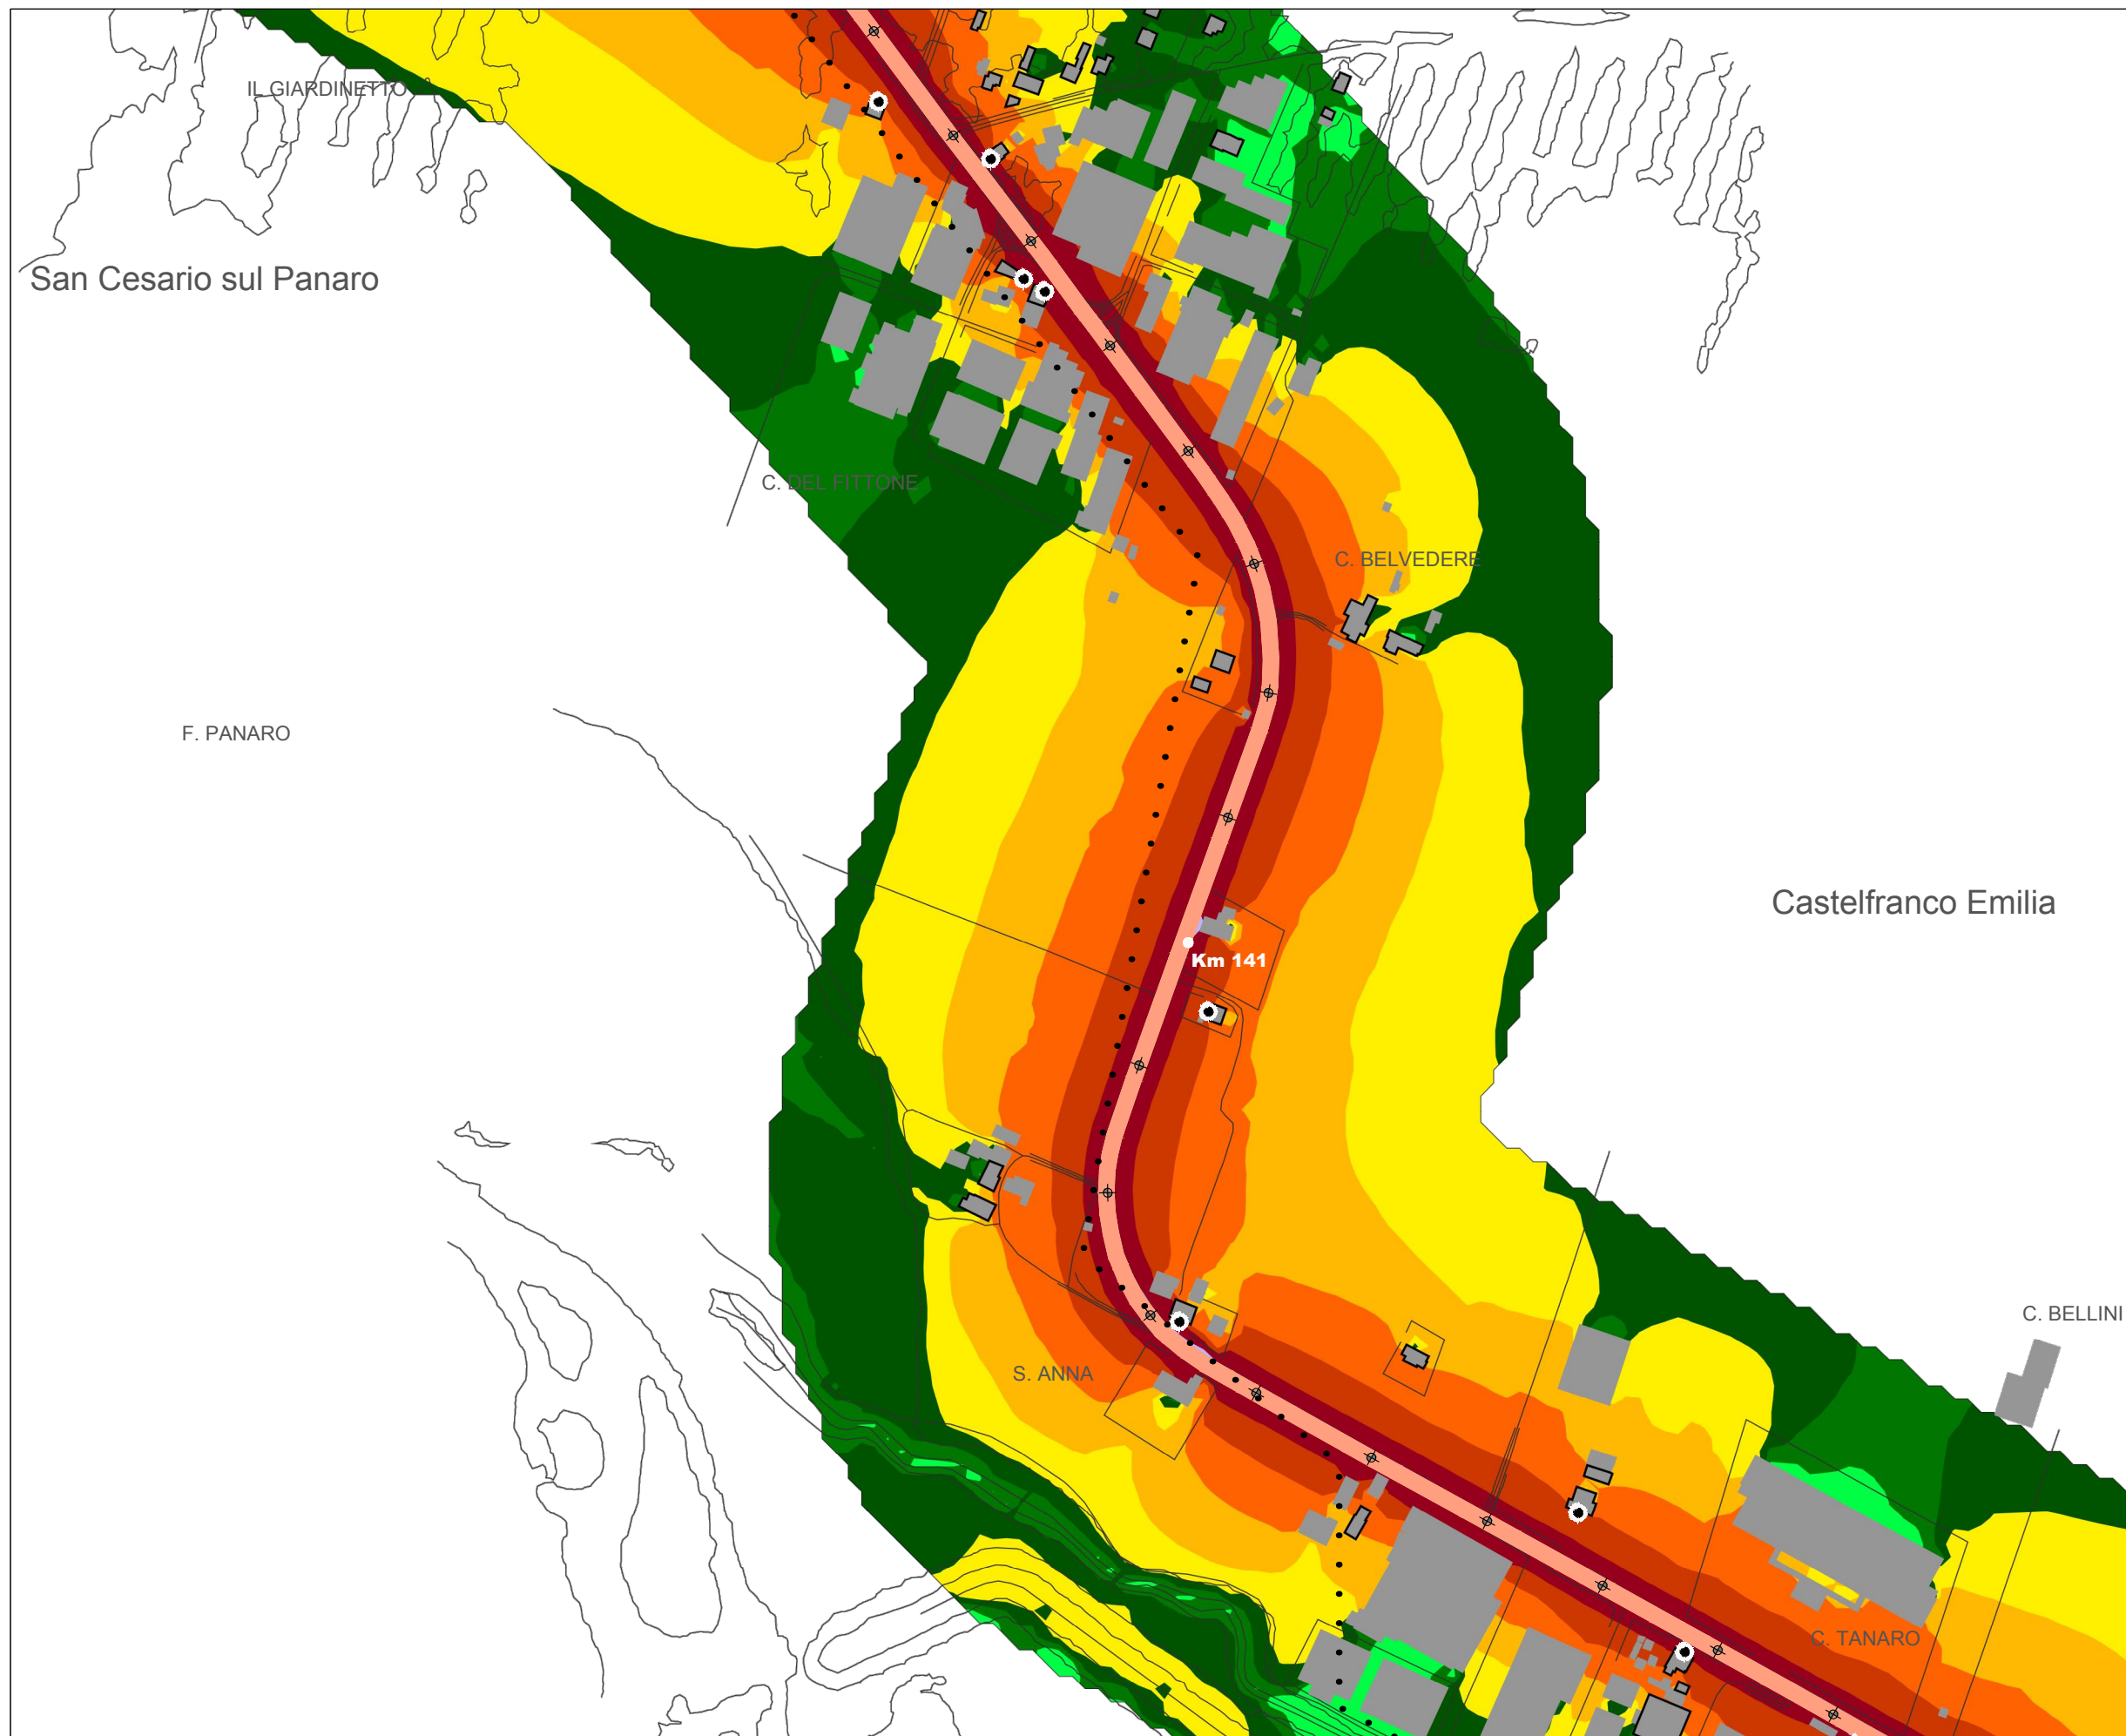 IL GIARDINETTO
San Cesario sul Panaro
C. DEL FITTONE
C. BELVEDERE
F. PANARO
Castelfranco Emilia
Km 141
C. BELLINI
S. ANNA
C. TANARO